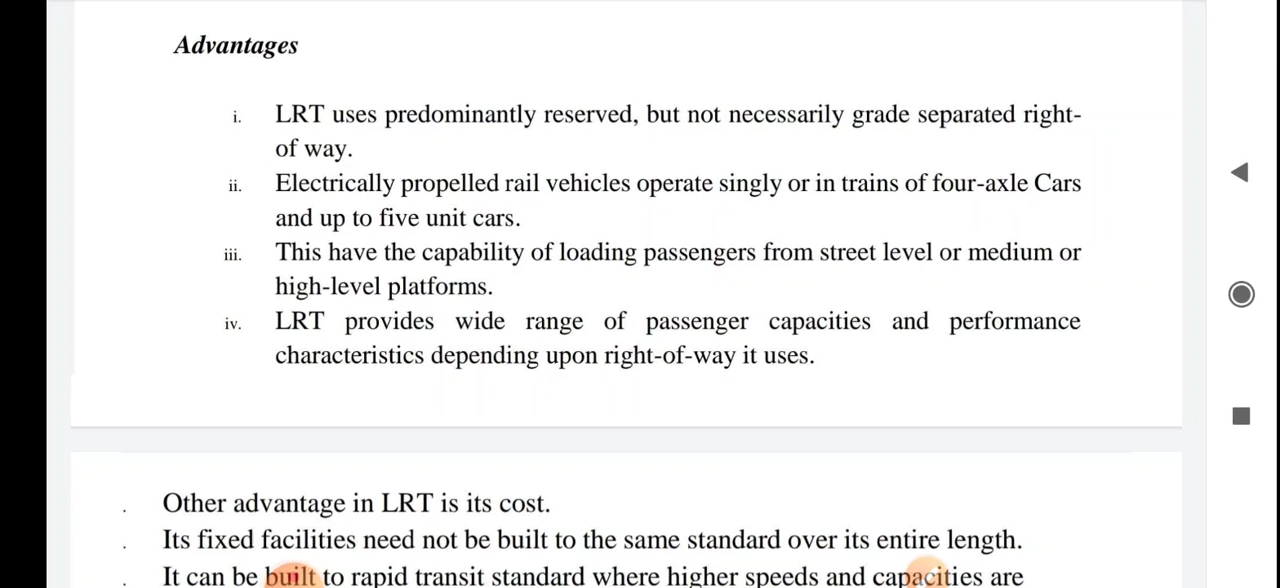 Advantages
i. LRT uses predominantly reserved, but not necessarily grade separated right-
of way.
ii. Electrically propelled rail vehicles operate singly or in trains of four-axle Cars
and up to five unit cars.
iii. This have the capability of loading passengers from street level or medium or
high-level platforms.
iv. LRT provides wide range of passenger capacities and performance
characteristics depending upon right-of-way it uses.
. Other advantage in LRT is its cost.
. Its fixed facilities need not be built to the same standard over its entire length.
. It can be built to rapid transit standard where higher speeds and capacities are